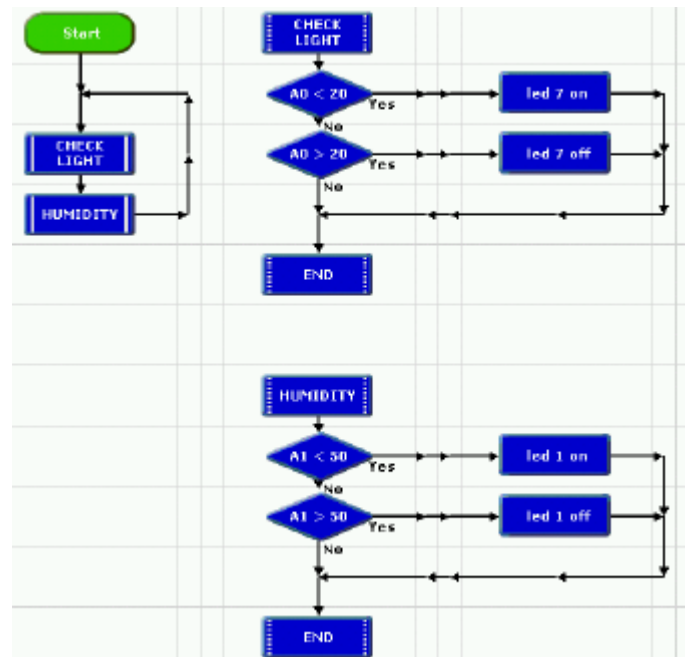 Start
CHECK
LIGHT
HUMIDITY
CHECK
LIGHT
A0 < 20
Yes
led 7 on
No
A0 > 20
Yes
led 7 off
No
END
HUMIDITY
A1 < 50
Yes
led 1 on
No
A1 > 50
Yes
led 1 off
No
END